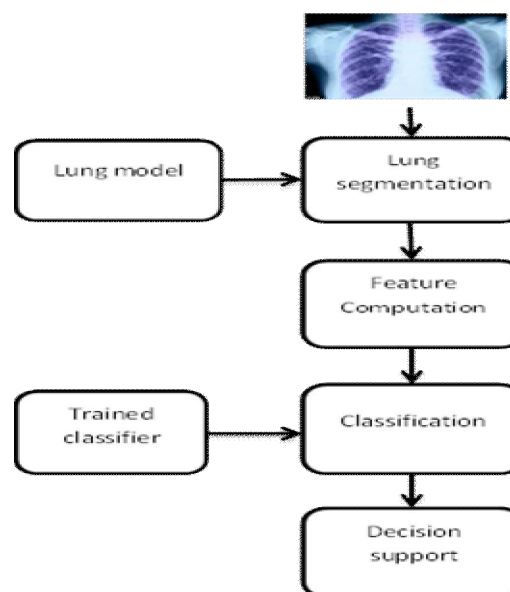 Lung model
Lung
segmentation
Feature
Computation
Trained
classifier
Classification
Decision
support